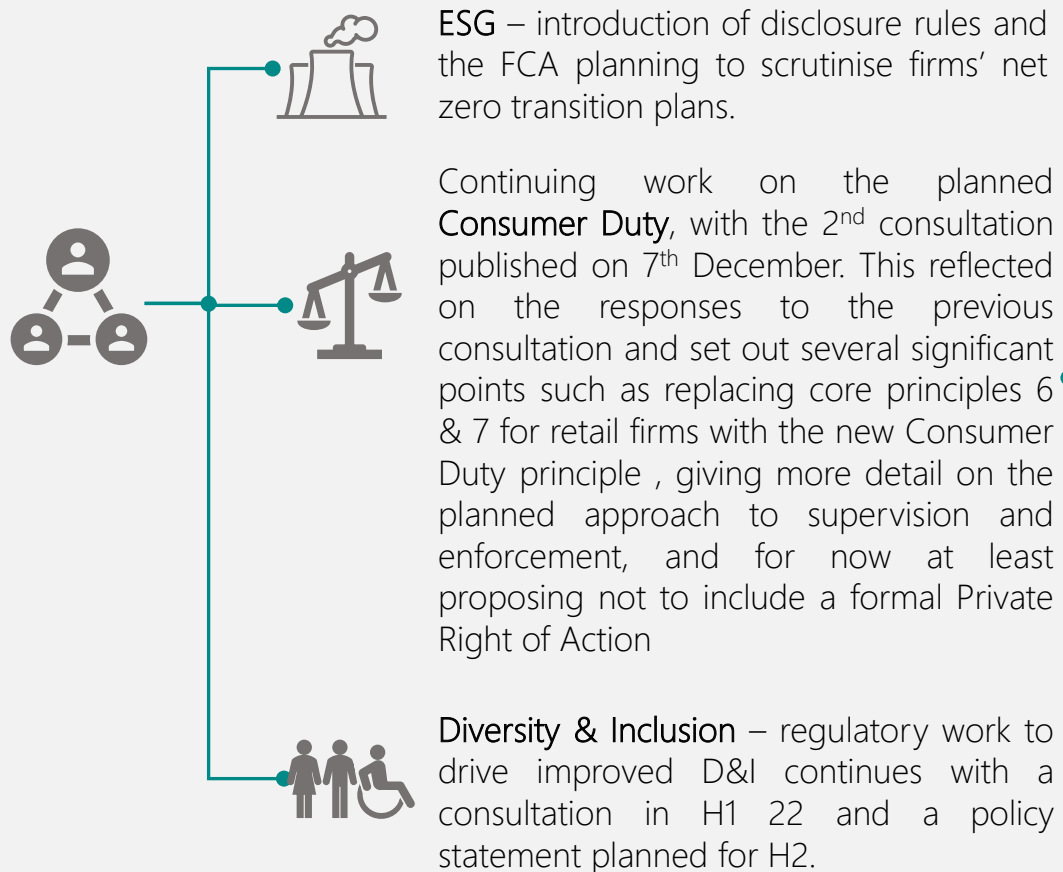 ESG – introduction of disclosure rules and
the FCA planning to scrutinise firms’ net
zero transition plans.
Continuing work on the planned
Consumer Duty, with the 2nd consultation
published on 7th December. This reflected
on the responses to the previous
consultation and set out several significant
points such as replacing core principles 6
& 7 for retail firms with the new Consumer
Duty principle , giving more detail on the
planned approach to supervision and
enforcement, and for now at least
proposing not to include a formal Private
Right of Action
Diversity & Inclusion – regulatory work to
drive improved D&I continues with a
consultation in H1 22 and a policy
statement planned for H2.